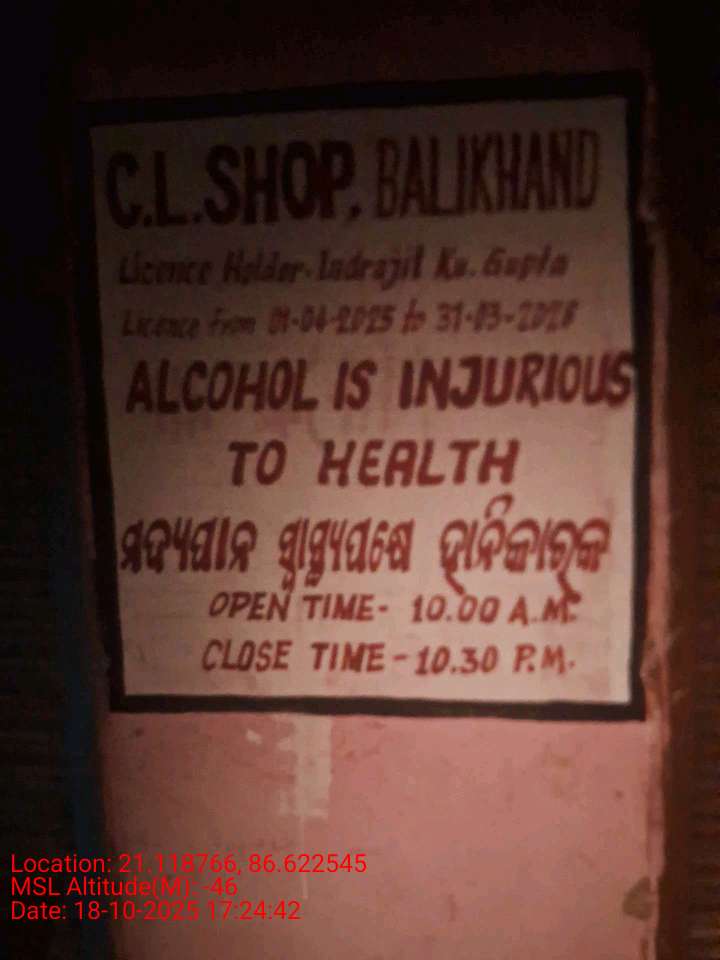 C.L.SHOP, BALIKHAND
Licence Holder-Indrajit Ku. Gupta
Licence from 01-04-2025 to 31-03-2026
ALCOHOL IS INJURIOUS
TO HEALTH
ମଦ୍ୟପାନ ସ୍ୱାସ୍ଥ୍ୟପକ୍ଷେ ହାନିକାରକ
OPEN TIME- 10.00 A.M.
CLOSE TIME-10.30 P.M.
Location: 21.118766, 86.622545
MSL Altitude(M): -46
Date: 18-10-2025 17:24:42